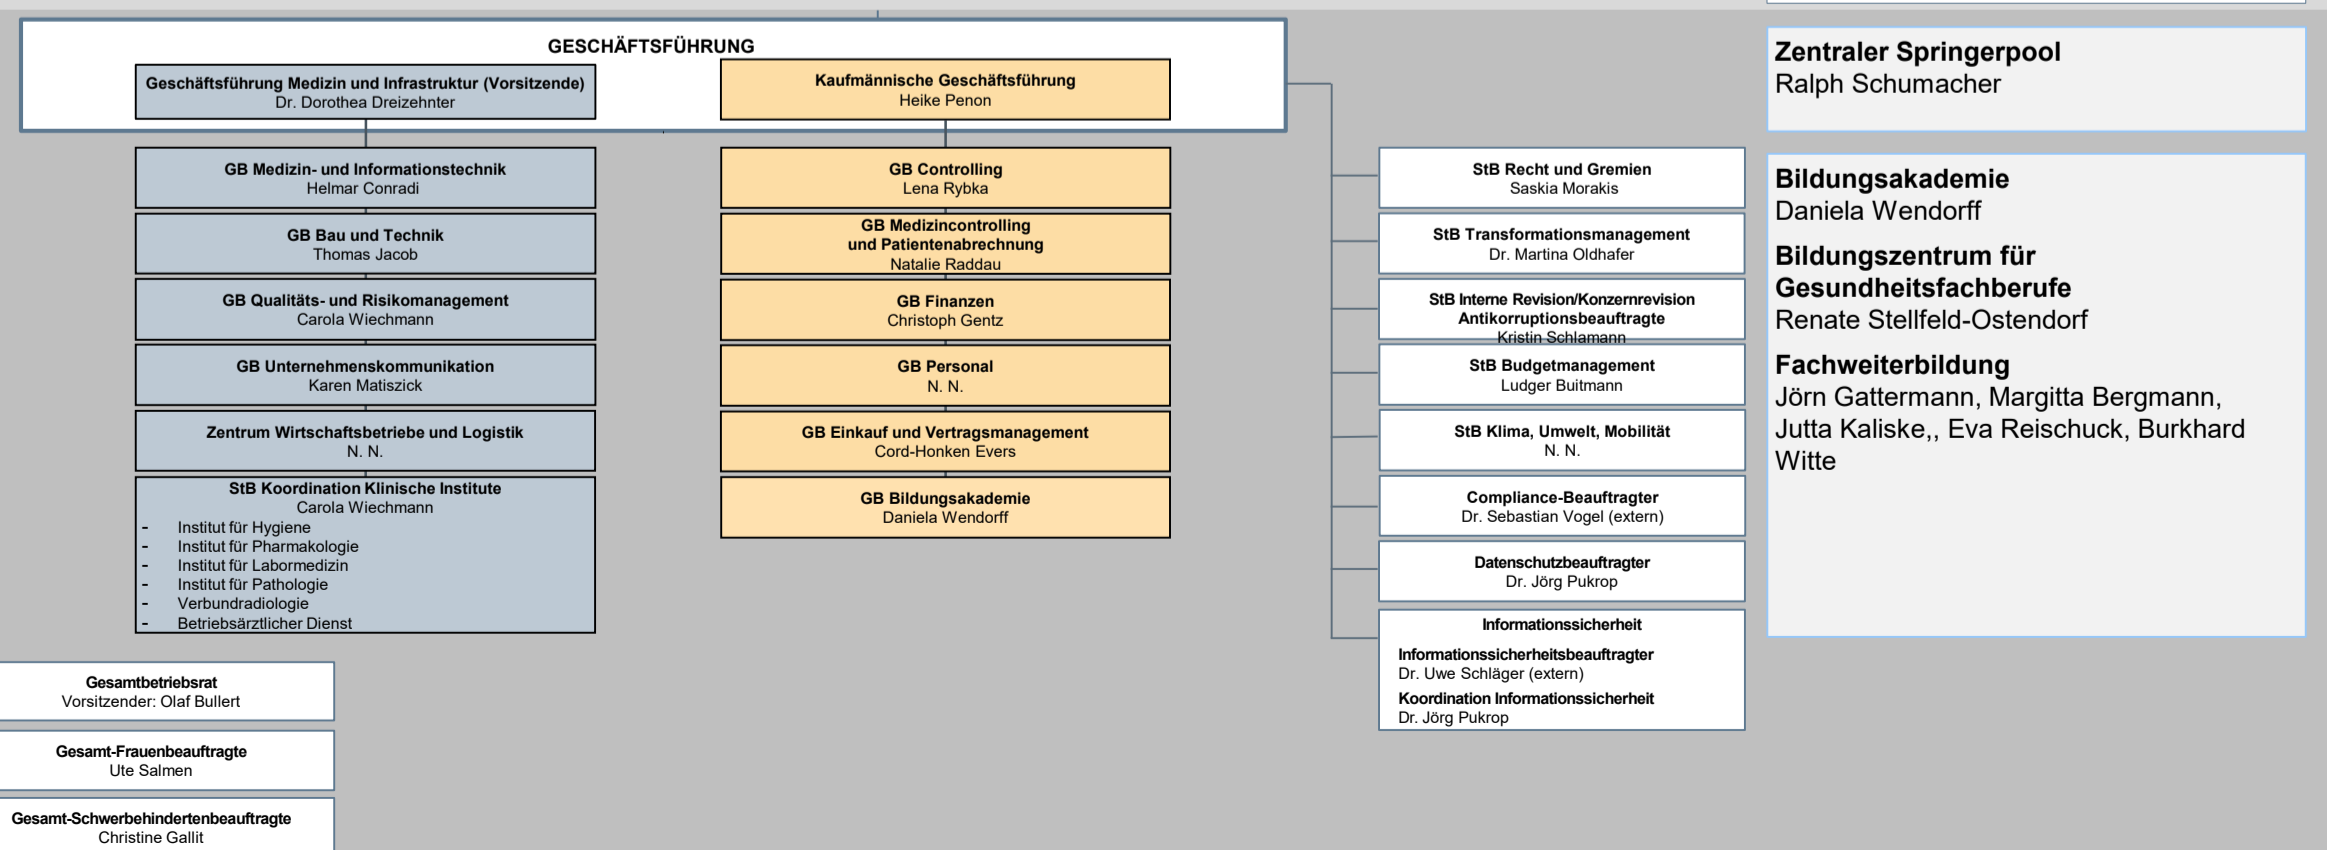 GESCHÄFTSFÜHRUNG
Geschäftsführung Medizin und Infrastruktur (Vorsitzende)
Dr. Dorothea Dreizehnter
Kaufmännische Geschäftsführung
Heike Penon
GB Medizin- und Informationstechnik
Helmar Conradi
GB Bau und Technik
Thomas Jacob
GB Qualitäts- und Risikomanagement
Carola Wiechmann
GB Unternehmenskommunikation
Karen Matiszick
Zentrum Wirtschaftsbetriebe und Logistik
N. N.
StB Koordination Klinische Institute
Carola Wiechmann
- Institut für Hygiene
- Institut für Pharmakologie
- Institut für Labormedizin
- Institut für Pathologie
- Verbundradiologie
- Betriebsärztlicher Dienst
GB Controlling
Lena Rybka
GB Medizincontrolling
und Patientenabrechnung
Natalie Raddau
GB Finanzen
Christoph Gentz
GB Personal
N. N.
GB Einkauf und Vertragsmanagement
Cord-Honken Evers
GB Bildungsakademie
Daniela Wendorff
StB Recht und Gremien
Saskia Morakis
StB Transformationsmanagement
Dr. Martina Oldhafer
StB Interne Revision/Konzernrevision
Antikorruptionsbeauftragte
Kristin Schlamann
StB Budgetmanagement
Ludger Buitmann
StB Klima, Umwelt, Mobilität
N. N.
Compliance-Beauftragter
Dr. Sebastian Vogel (extern)
Datenschutzbeauftragter
Dr. Jörg Pukrop
Informationssicherheit
Informationssicherheitsbeauftragter
Dr. Uwe Schläger (extern)
Koordination Informationssicherheit
Dr. Jörg Pukrop
Zentraler Springerpool
Ralph Schumacher
Bildungsakademie
Daniela Wendorff
Bildungszentrum für
Gesundheitsfachberufe
Renate Stellfeld-Ostendorf
Fachweiterbildung
Jörn Gattermann, Margitta Bergmann,
Jutta Kaliske,, Eva Reischuck, Burkhard
Witte
Gesamtbetriebsrat
Vorsitzender: Olaf Bullert
Gesamt-Frauenbeauftragte
Ute Salmen
Gesamt-Schwerbehindertenbeauftragte
Christine Gallit